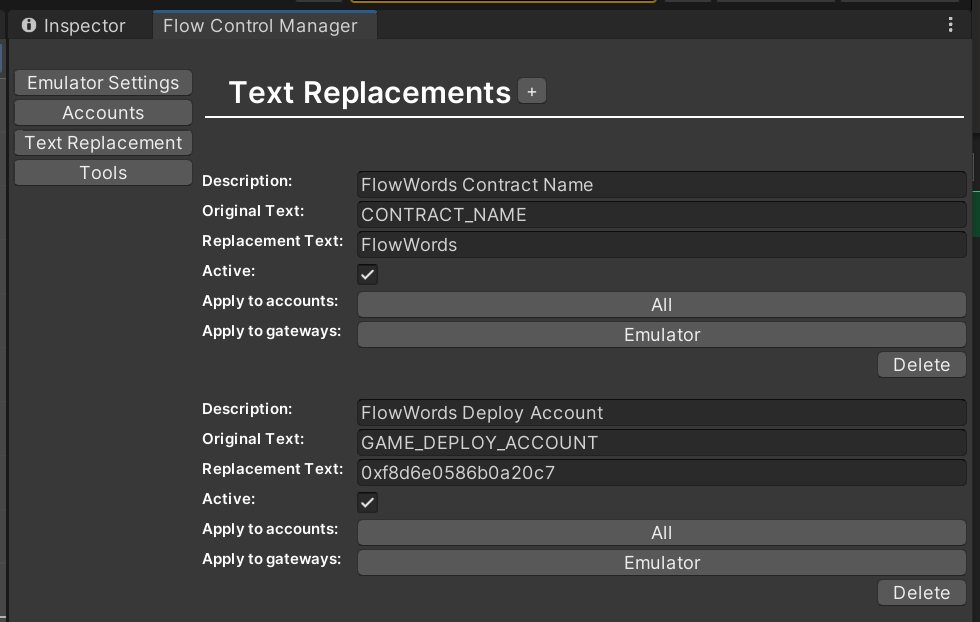 Inspector
Flow Control Manager
Emulator Settings
Accounts
Text Replacement
Tools
Text Replacements +
Description: FlowWords Contract Name
Original Text: CONTRACT_NAME
Replacement Text: FlowWords
Active:
Apply to accounts: All
Apply to gateways: Emulator
Delete
Description: FlowWords Deploy Account
Original Text: GAME_DEPLOY_ACCOUNT
Replacement Text: 0xf8d6e0586b0a20c7
Active:
Apply to accounts: All
Apply to gateways: Emulator
Delete